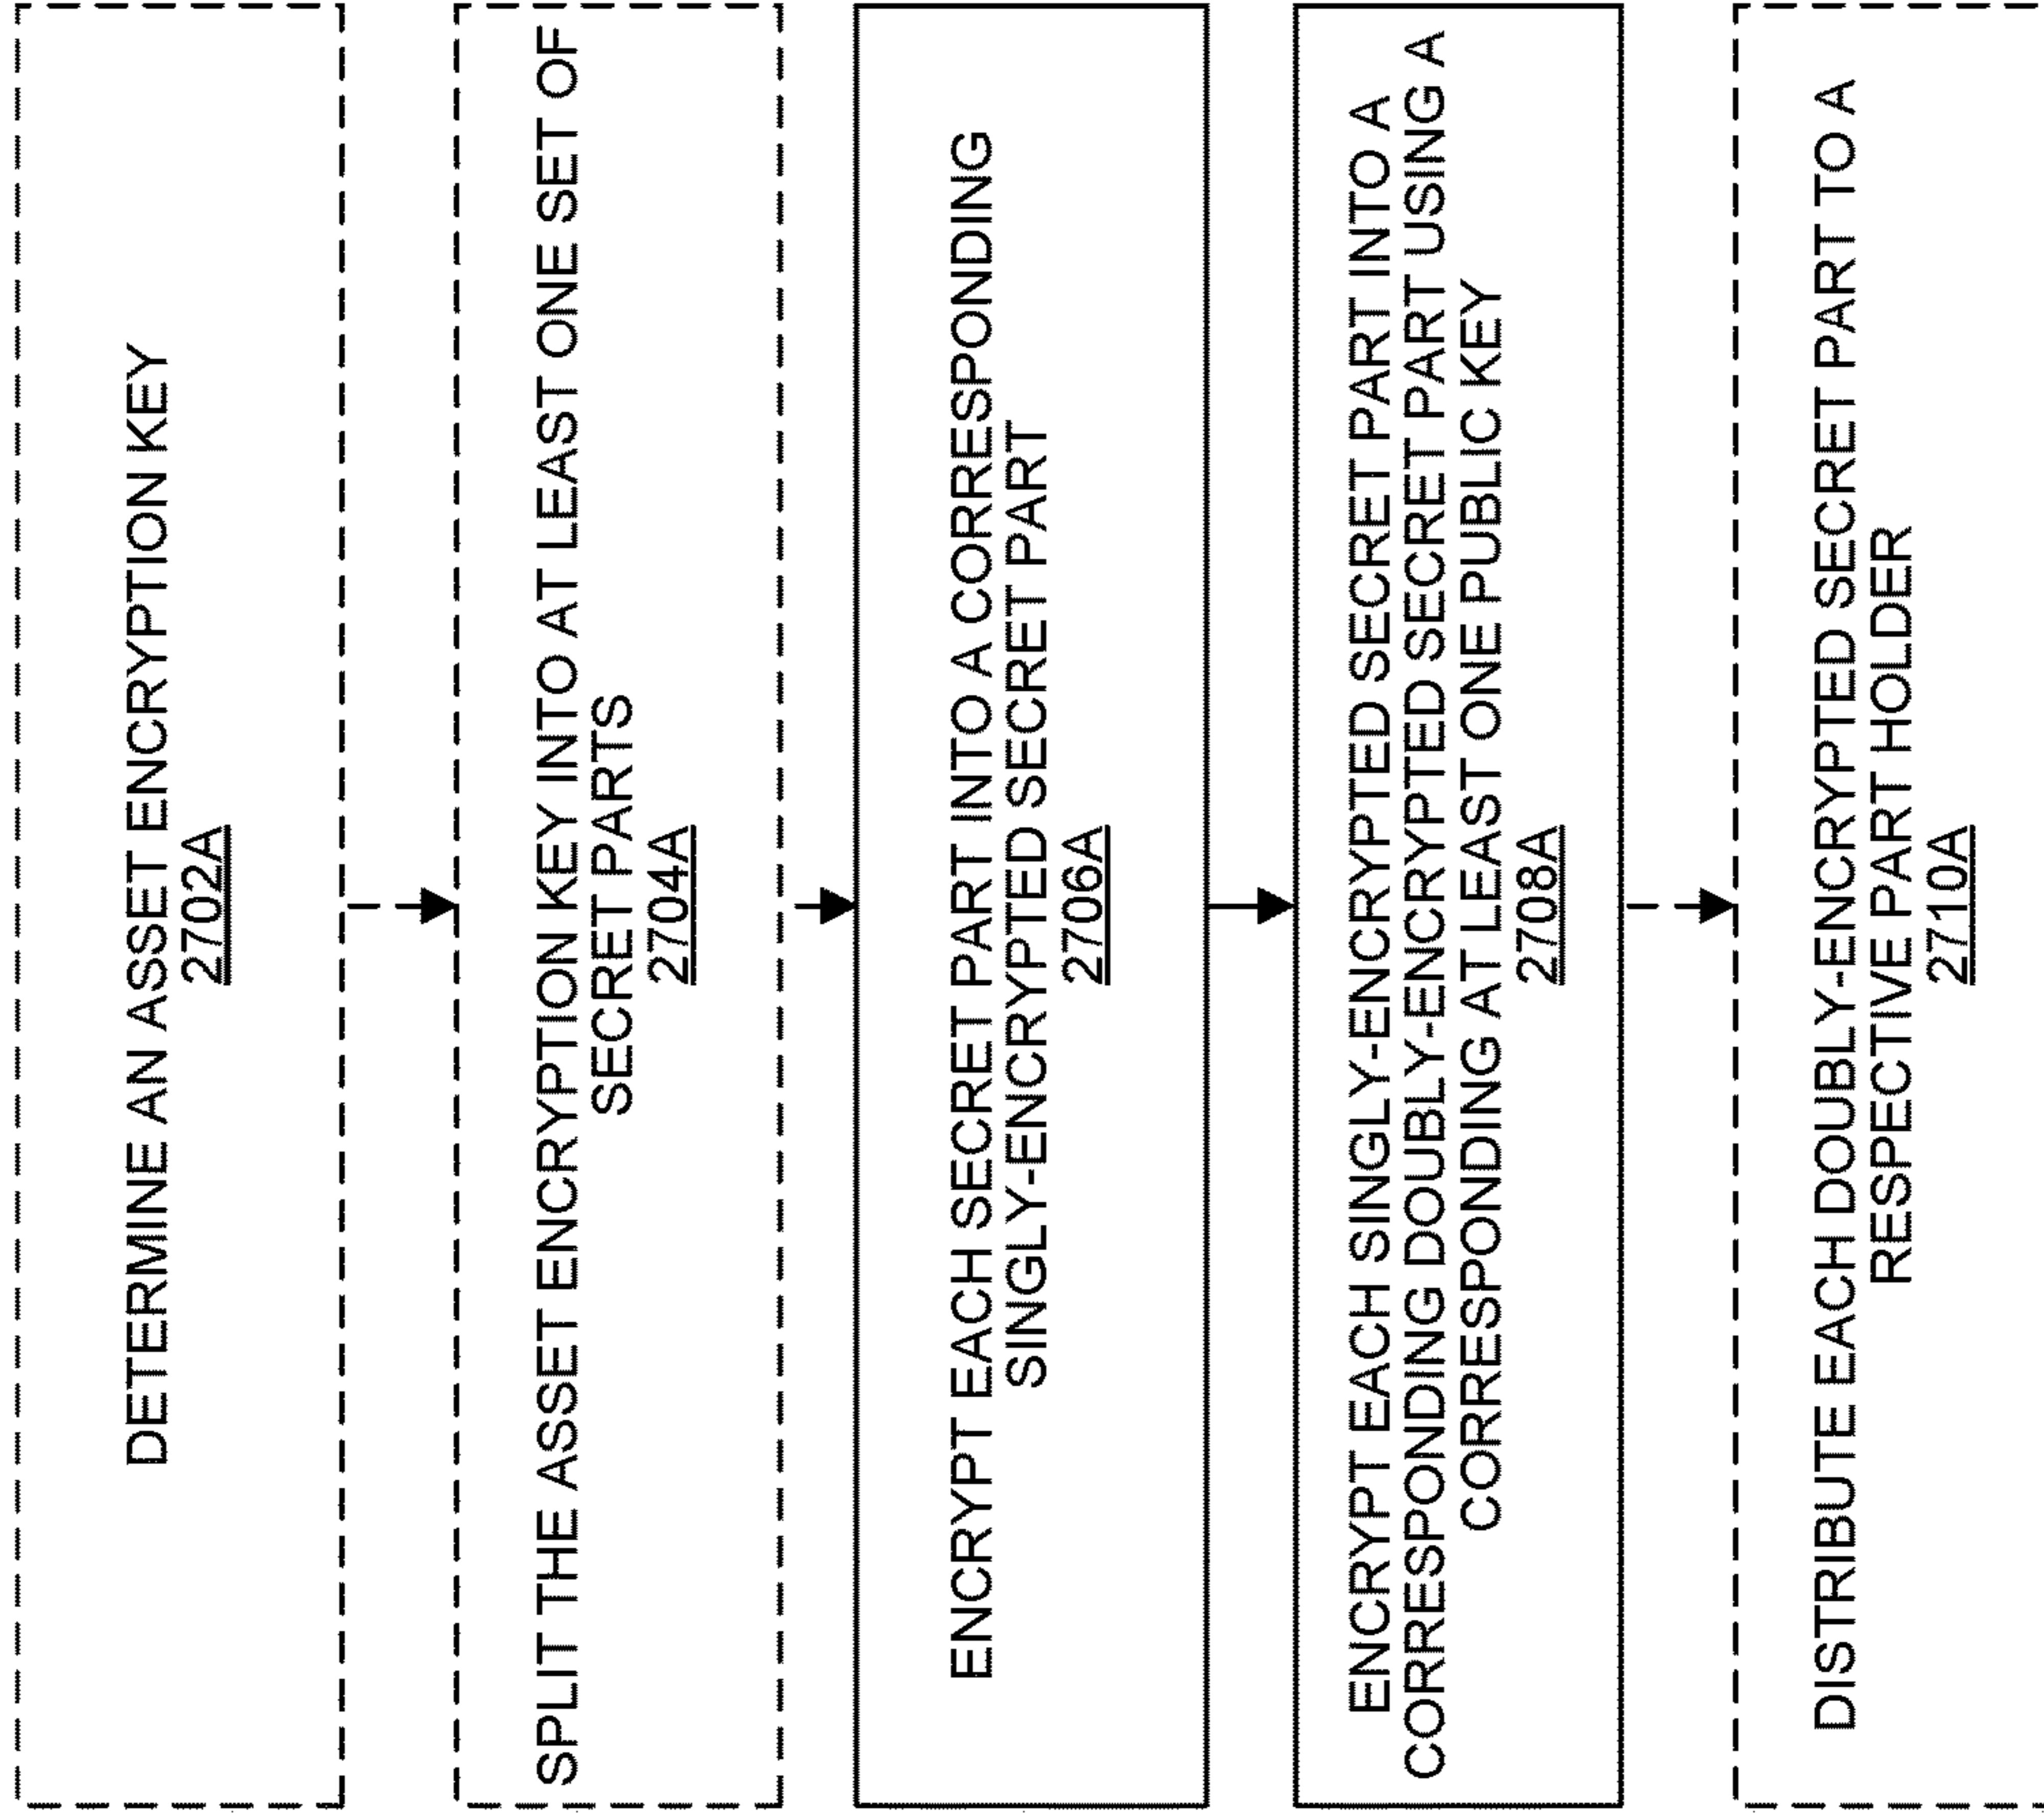 DETERMINE AN ASSET ENCRYPTION KEY
2702A
SPLIT THE ASSET ENCRYPTION KEY INTO AT LEAST ONE SET OF
SECRET PARTS
2704A
ENCRYPT EACH SECRET PART INTO A CORRESPONDING
SINGLY-ENCRYPTED SECRET PART
2706A
ENCRYPT EACH SINGLY-ENCRYPTED SECRET PART INTO A
CORRESPONDING DOUBLY-ENCRYPTED SECRET PART USING A
CORRESPONDING AT LEAST ONE PUBLIC KEY
2708A
DISTRIBUTE EACH DOUBLY-ENCRYPTED SECRET PART TO A
RESPECTIVE PART HOLDER
2710A